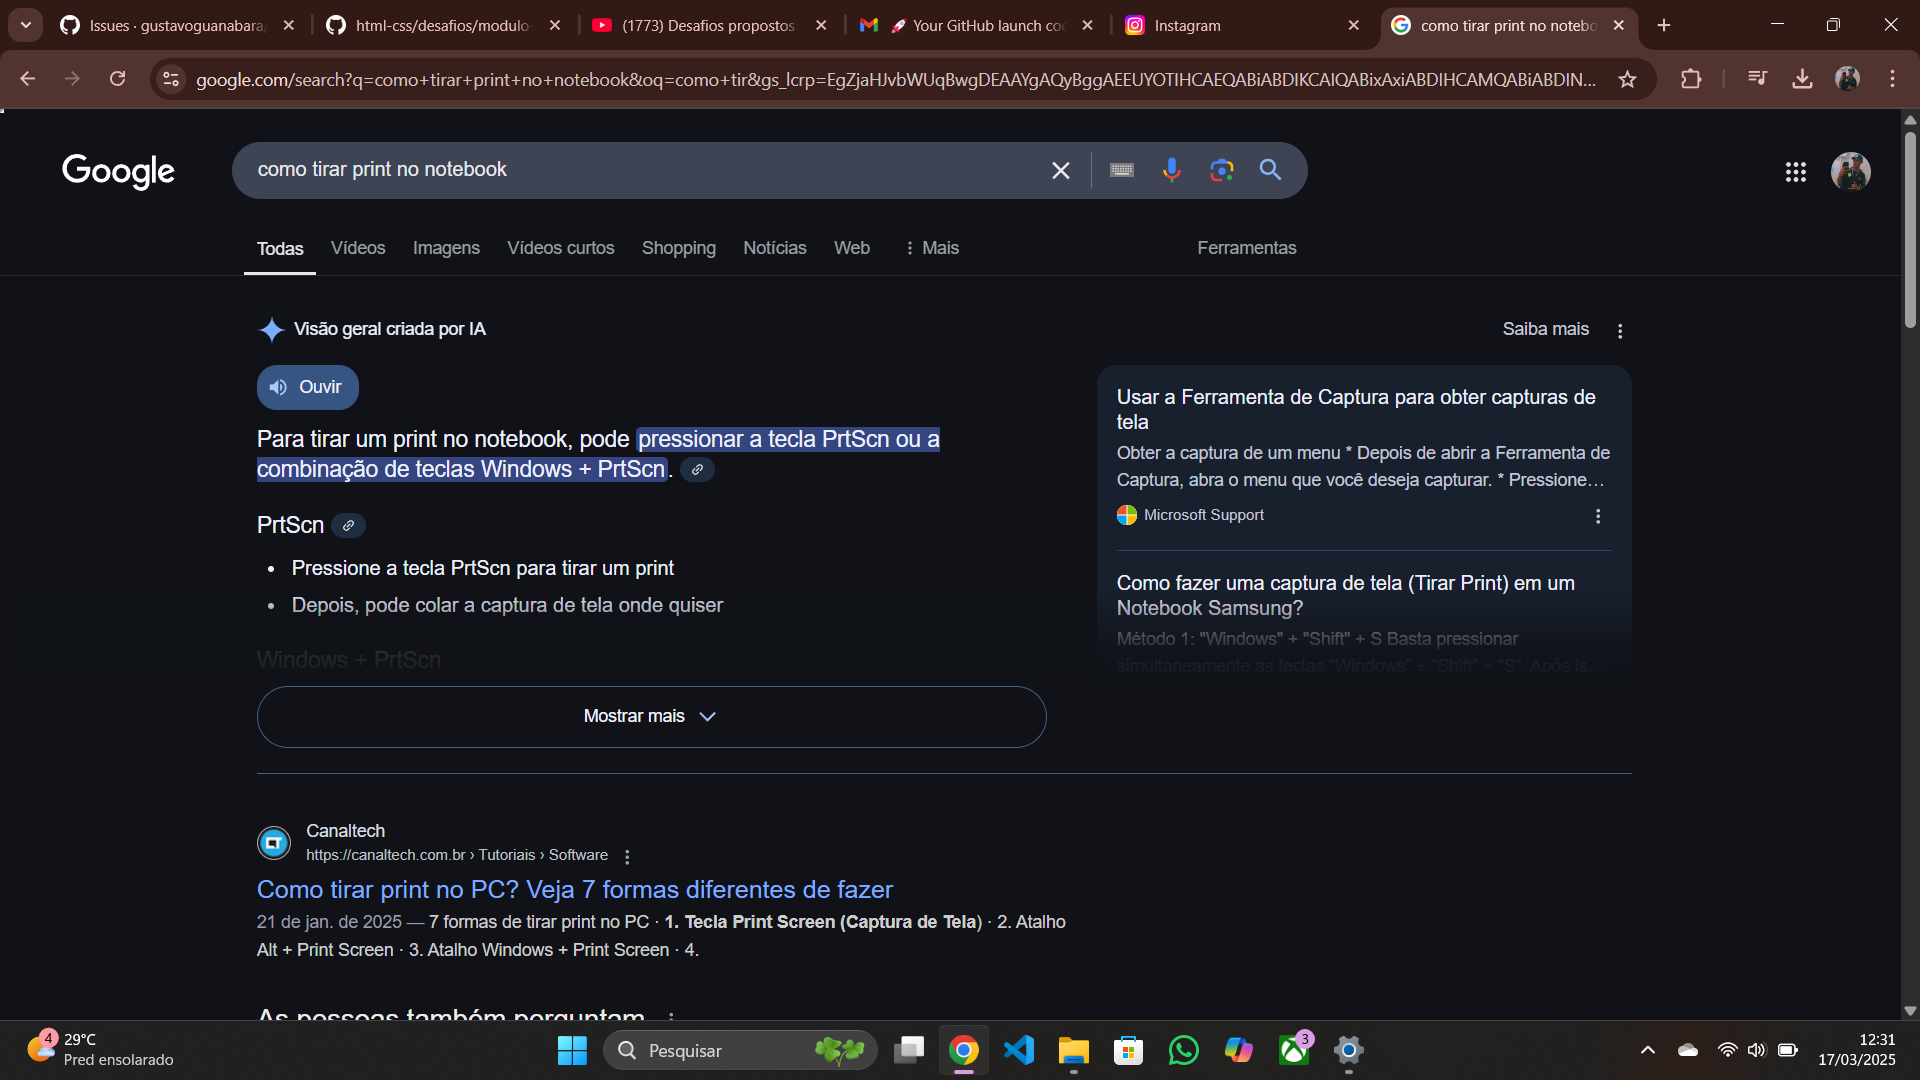 Issues · gustavoguanabara/
html-css/desafios/modulo-
(1773) Desafios propostos
🚀 Your GitHub launch coc
Instagram
como tirar print no notebo
google.com/search?q=como+tirar+print+no+notebook&oq=como+tir&gs_lcrp=EgZjaHJvbWUqBwgDEAAYgAQyBggAEEUYOTIHCAEQABiABDIKCAIQABixAxiABDIHCAMQABiABDIN...
Google
como tirar print no notebook
Todas
Vídeos
Imagens
Vídeos curtos
Shopping
Notícias
Web
Mais
Ferramentas
Visão geral criada por IA
Saiba mais
Ouvir
Para tirar um print no notebook, pode pressionar a tecla PrtScn ou a
combinação de teclas Windows + PrtScn.
PrtScn
• Pressione a tecla PrtScn para tirar um print
• Depois, pode colar a captura de tela onde quiser
Windows + PrtScn
Mostrar mais
Usar a Ferramenta de Captura para obter capturas de
tela
Obter a captura de um menu * Depois de abrir a Ferramenta de
Captura, abra o menu que você deseja capturar. * Pressione…
Microsoft Support
Como fazer uma captura de tela (Tirar Print) em um
Notebook Samsung?
Método 1: "Windows" + "Shift" + S Basta pressionar
simultaneamente as teclas "Windows" + "Shift" + "S". Após is…
Canaltech
https://canaltech.com.br › Tutoriais › Software
Como tirar print no PC? Veja 7 formas diferentes de fazer
21 de jan. de 2025 — 7 formas de tirar print no PC · 1. Tecla Print Screen (Captura de Tela) · 2. Atalho
Alt + Print Screen · 3. Atalho Windows + Print Screen · 4.
As pessoas também perguntam
4
29°C
Pred ensolarado
Pesquisar
3
12:31
17/03/2025